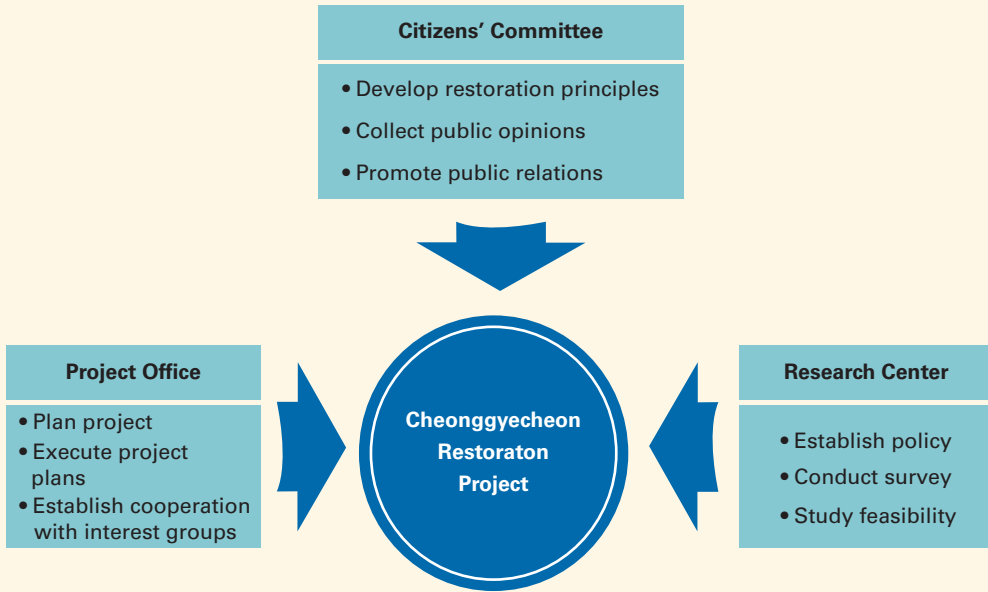 Citizens’ Committee
• Develop restoration principles
• Collect public opinions
• Promote public relations
Project Office
• Plan project
• Execute project
plans
• Establish cooperation
with interest groups
Cheonggyecheon
Restoraton
Project
Research Center
• Establish policy
• Conduct survey
• Study feasibility